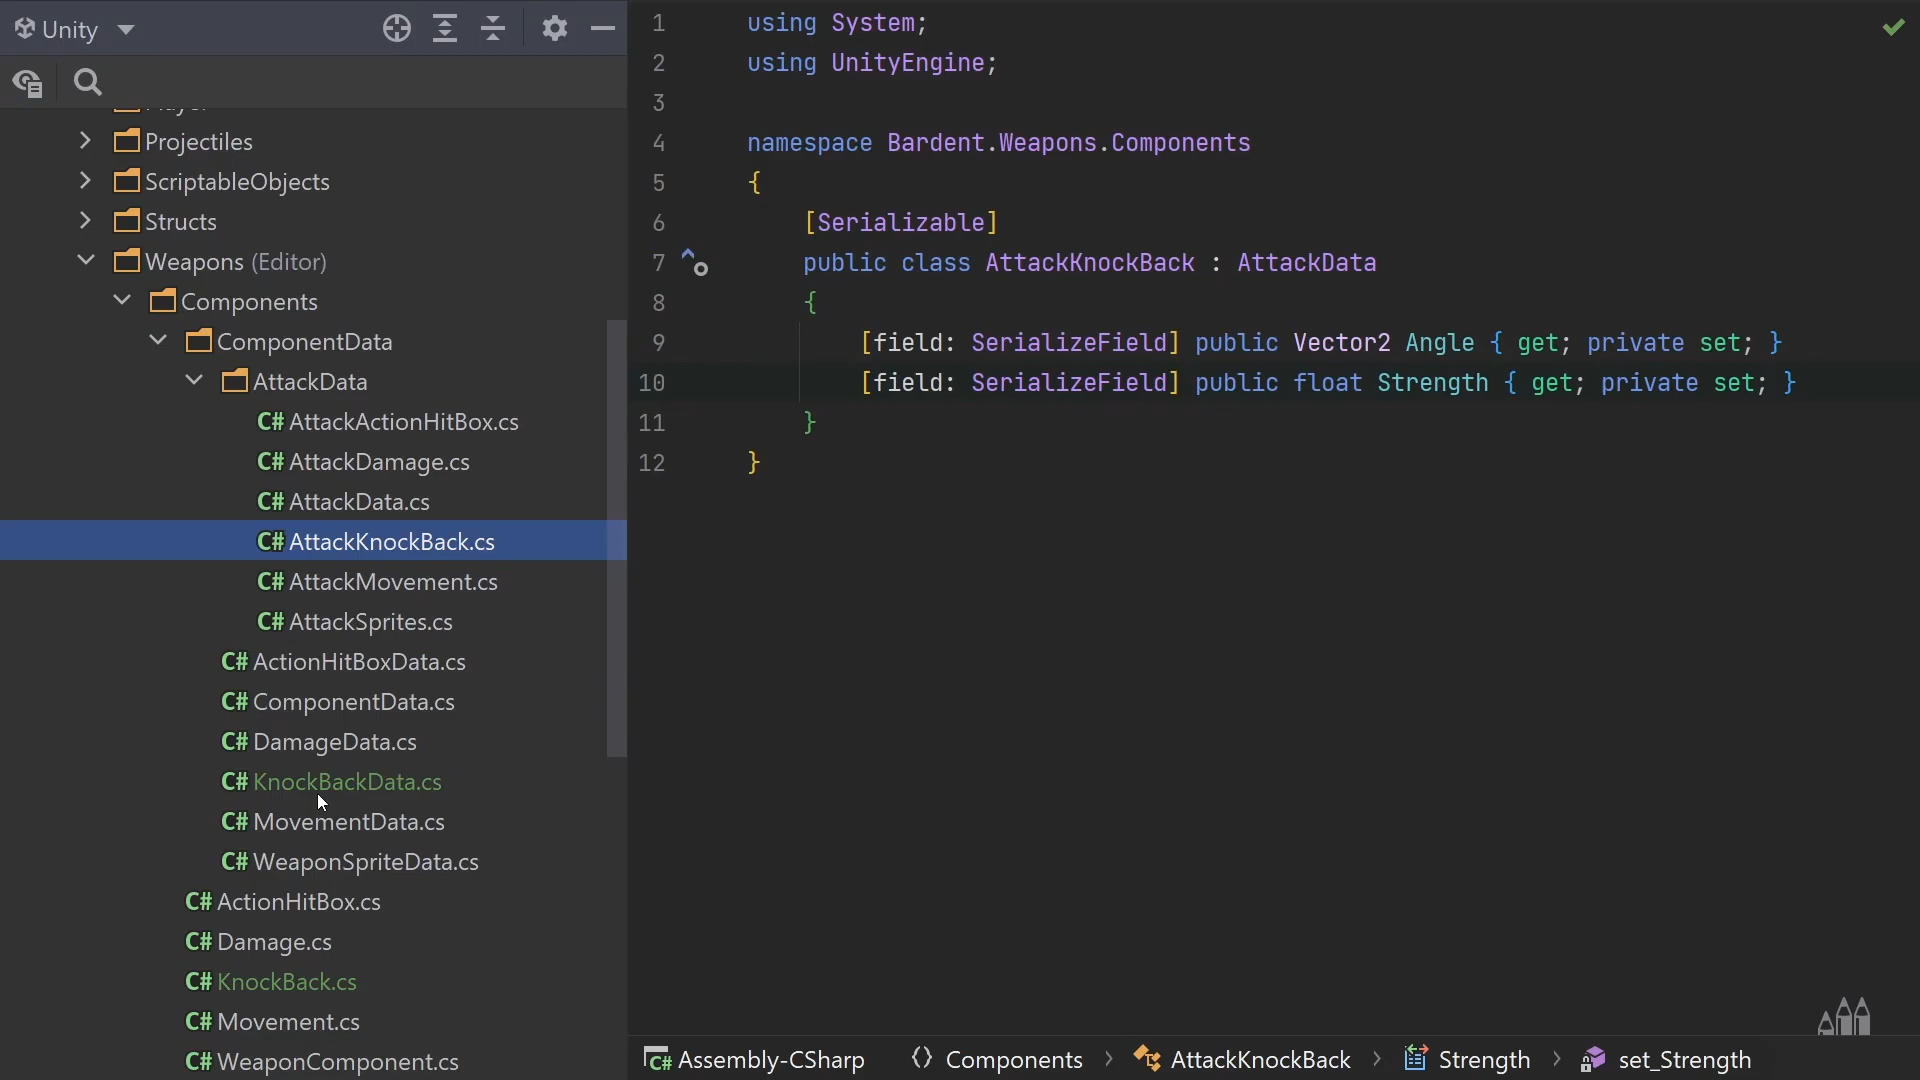 Unity
Projectiles
ScriptableObjects
Structs
Weapons (Editor)
Components
ComponentData
AttackData
C# AttackActionHitBox.cs
C# AttackDamage.cs
C# AttackData.cs
C# AttackKnockBack.cs
C# AttackMovement.cs
C# AttackSprites.cs
C# ActionHitBoxData.cs
C# ComponentData.cs
C# DamageData.cs
C# KnockBackData.cs
C# MovementData.cs
C# WeaponSpriteData.cs
C# ActionHitBox.cs
C# Damage.cs
C# KnockBack.cs
C# Movement.cs
C# WeaponComponent.cs
1 using System;
2 using UnityEngine;
3
4 namespace Bardent.Weapons.Components
5 {
6 [Serializable]
7 public class AttackKnockBack : AttackData
8 {
9 [field: SerializeField] public Vector2 Angle { get; private set; }
10 [field: SerializeField] public float Strength { get; private set; }
11 }
12 }
C# Assembly-CSharp {} Components > AttackKnockBack > Strength > set_Strength